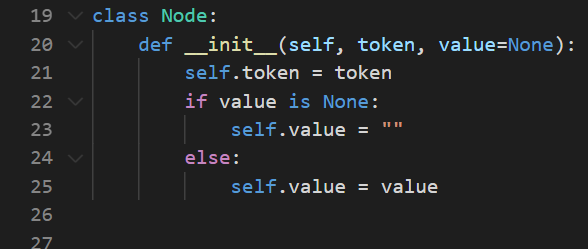 19 class Node:
20     def __init__(self, token, value=None):
21         self.token = token
22         if value is None:
23             self.value = ""
24         else:
25             self.value = value
26
27